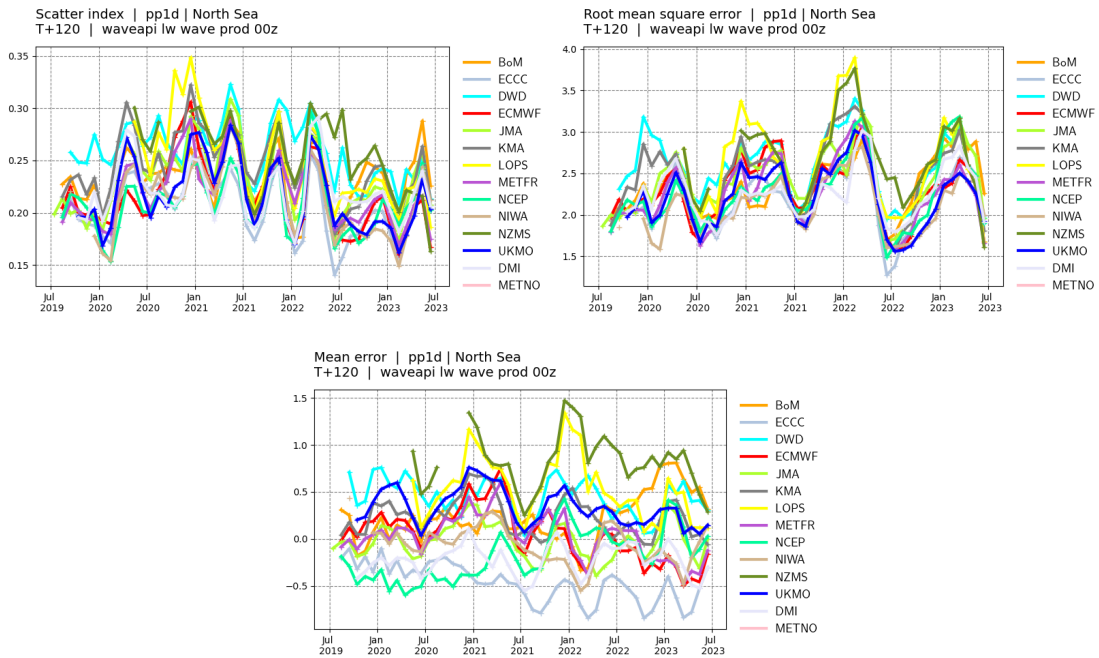 Scatter index | pp1d | North Sea
T+120 | waveapi lw wave prod 00z
0.35
0.30
0.25
0.20
0.15
Jul
2019
Jan
2020
Jul
2020
Jan
2021
Jul
2021
Jan
2022
Jul
2022
Jan
2023
Jul
2023
BoM
ECCC
DWD
ECMWF
JMA
KMA
LOPS
METFR
NCEP
NIWA
NZMS
UKMO
DMI
METNO
Root mean square error | pp1d | North Sea
T+120 | waveapi lw wave prod 00z
4.0
3.5
3.0
2.5
2.0
1.5
Jul
2019
Jan
2020
Jul
2020
Jan
2021
Jul
2021
Jan
2022
Jul
2022
Jan
2023
Jul
2023
BoM
ECCC
DWD
ECMWF
JMA
KMA
LOPS
METFR
NCEP
NIWA
NZMS
UKMO
DMI
METNO
Mean error | pp1d | North Sea
T+120 | waveapi lw wave prod 00z
1.5
1.0
0.5
0.0
−0.5
Jul
2019
Jan
2020
Jul
2020
Jan
2021
Jul
2021
Jan
2022
Jul
2022
Jan
2023
Jul
2023
BoM
ECCC
DWD
ECMWF
JMA
KMA
LOPS
METFR
NCEP
NIWA
NZMS
UKMO
DMI
METNO